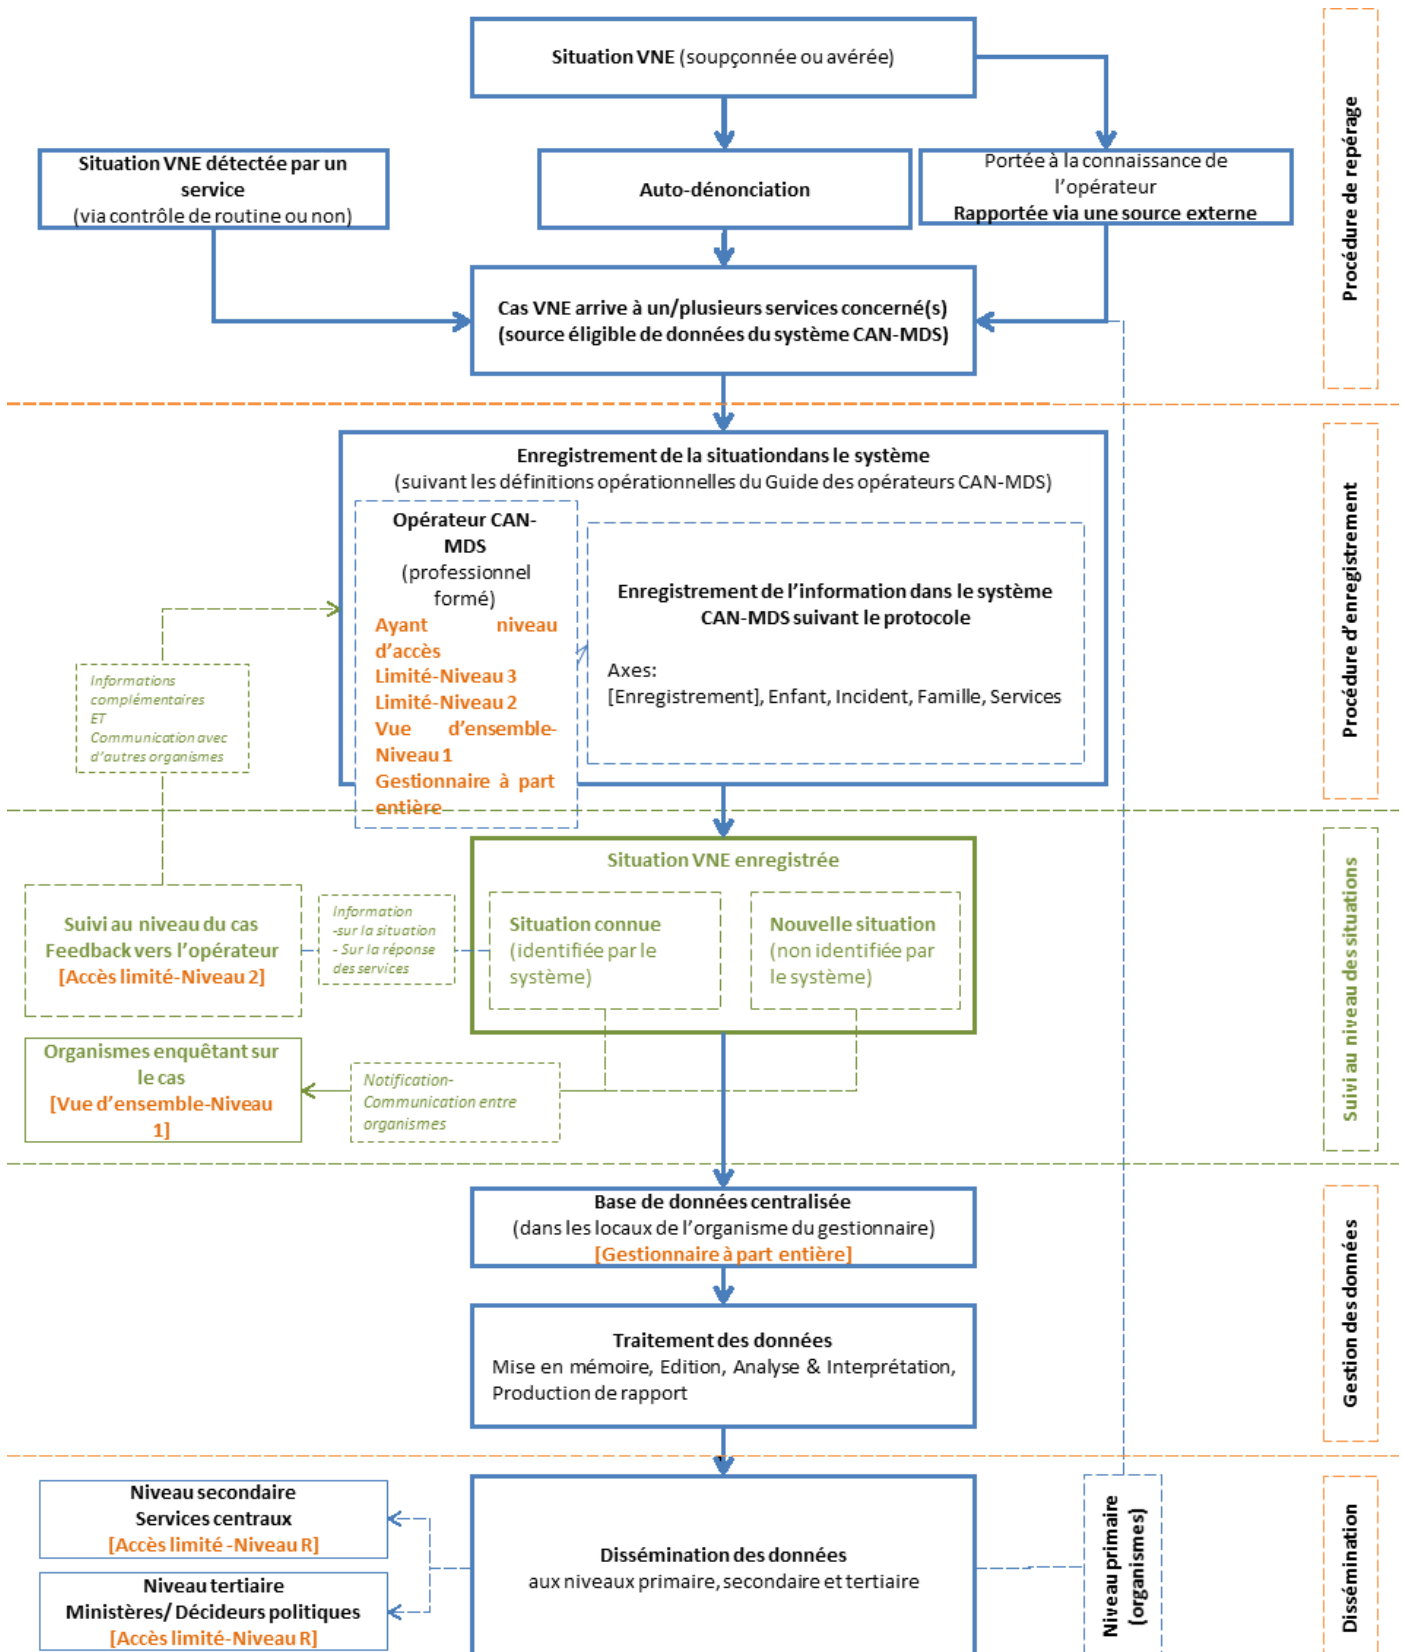 Situation VNE (soupçonnée ou avérée)
Procédure de repérage
Situation VNE détectée par un
service
(via contrôle de routine ou non)
Auto-dénonciation
Portée à la connaissance de
l’opérateur
Rapportée via une source externe
Cas VNE arrive à un/plusieurs services concerné(s)
(source éligible de données du système CAN-MDS)
Procédure d’enregistrement
Enregistrement de la situationdans le système
(suivant les définitions opérationnelles du Guide des opérateurs CAN-MDS)
Opérateur CAN-
MDS
(professionnel
formé)
Ayant niveau
d’accès
Limité-Niveau 3
Limité-Niveau 2
Vue d’ensemble-
Niveau 1
Gestionnaire à part
entière
Enregistrement de l’information dans le système
CAN-MDS suivant le protocole
Axes:
[Enregistrement], Enfant, Incident, Famille, Services
Informations
complémentaires
ET
Communication avec
d’autres organismes
Suivi au niveau des situations
Situation VNE enregistrée
Situation connue
(identifiée par le
système)
Nouvelle situation
(non identifiée par
le système)
Information
-sur la situation
- Sur la réponse
des services
Suivi au niveau du cas
Feedback vers l’opérateur
[Accès limité-Niveau 2]
Organismes enquêtant sur
le cas
[Vue d’ensemble-Niveau
1]
Notification-
Communication entre
organismes
Gestion des données
Base de données centralisée
(dans les locaux de l’organisme du gestionnaire)
[Gestionnaire à part entière]
Traitement des données
Mise en mémoire, Edition, Analyse & Interprétation,
Production de rapport
Dissémination
Niveau secondaire
Services centraux
[Accès limité -Niveau R]
Niveau tertiaire
Ministères/ Décideurs politiques
[Accès limité-Niveau R]
Dissémination des données
aux niveaux primaire, secondaire et tertiaire
Niveau primaire
(organismes)